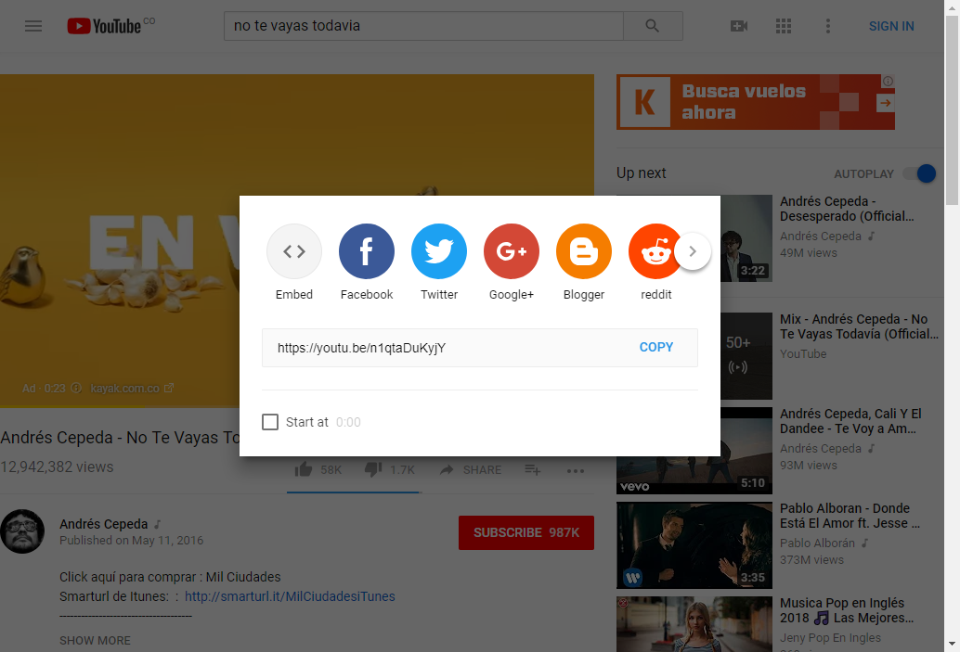 YouTube CO
no te vayas todavia
SIGN IN
EN V
Ad · 0:23
kayak.com.co
K
Busca vuelos
ahora
Up next
AUTOPLAY
Andrés Cepeda -
Desesperado (Official...
Andrés Cepeda
49M views
3:22
Embed
Facebook
Twitter
Google+
Blogger
reddit
https://youtu.be/n1qtaDuKyjY
COPY
Start at
0:00
50+
Mix - Andrés Cepeda - No
Te Vayas Todavía (Official...
YouTube
Andrés Cepeda - No Te Vayas To
12,942,382 views
58K
1.7K
SHARE
Andrés Cepeda, Cali Y El
Dandee - Te Voy a Am...
Andrés Cepeda
93M views
vevo
5:10
Andrés Cepeda
Published on May 11, 2016
SUBSCRIBE 987K
Pablo Alboran - Donde
Está El Amor ft. Jesse ...
Pablo Alborán
373M views
3:35
Click aquí para comprar : Mil Ciudades
Smarturl de Itunes: : http://smarturl.it/MilCiudadesiTunes
SHOW MORE
Musica Pop en Inglés
2018 🎵 Las Mejores...
Jeny Pop En Ingles